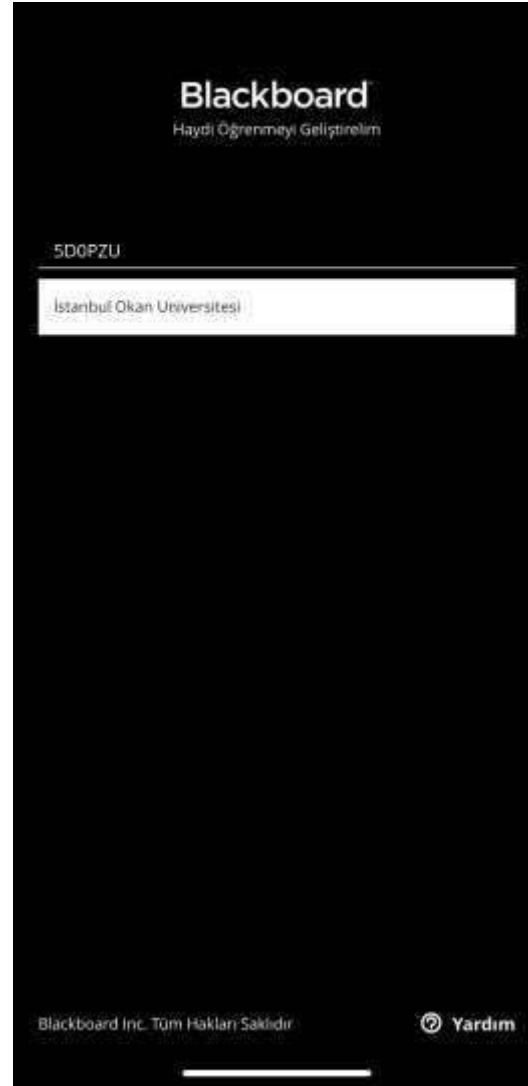 Blackboard
Haydi Öğrenmeyi Geliştirelim
5D0PZU
İstanbul Okan Üniversitesi
Blackboard Inc. Tüm Hakları Saklıdır
Yardım